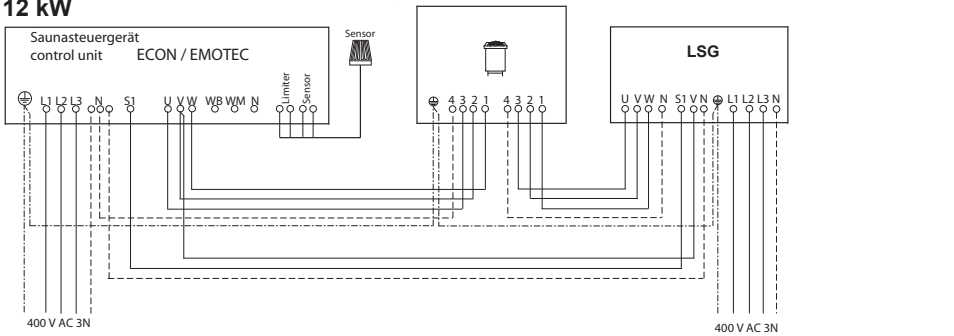 12 kW
Saunasteuergerät
control unit ECON / EMOTEC
Sensor
LSG
L1 L2 L3 N S1 U V W WB WM N Limiter Sensor
4 3 2 1 N 4 3 2 1
U V W N S1 V N L1 L2 L3 N
400 V AC 3N
400 V AC 3N